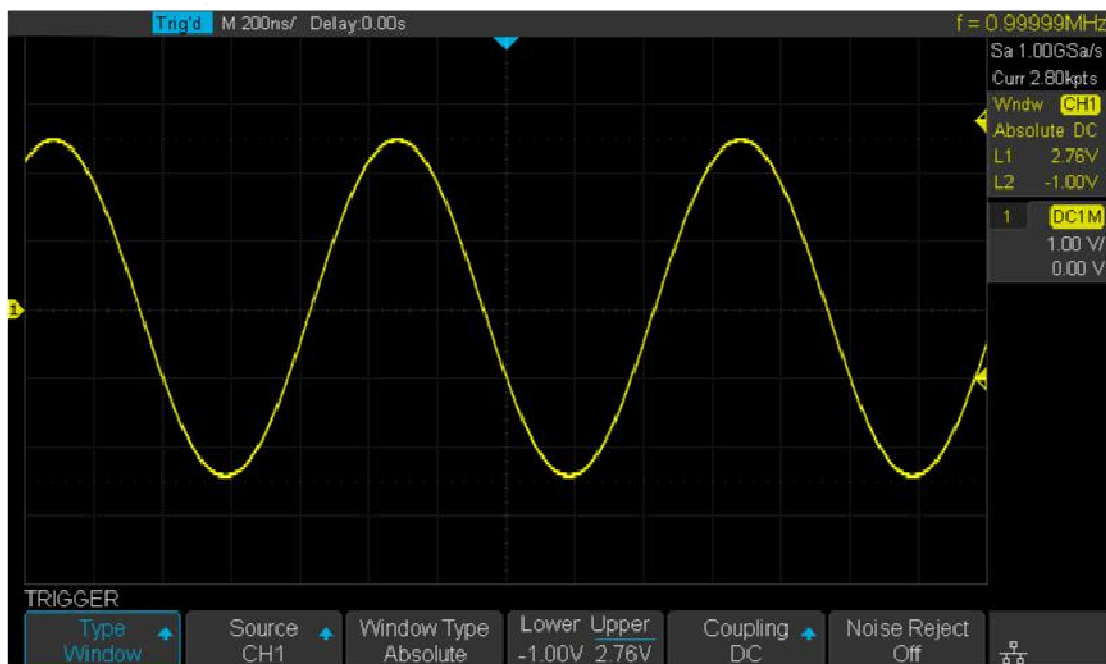 Trig'd M 200ns/ Delay:0.00s f = 0.99999MHz
Sa 1.00GSa/s
Curr 2.80kpts
Wndw CH1
Absolute DC
L1 2.76V
L2 -1.00V
1 DC1M
1.00 V/
0.00 V
1
TRIGGER
Type Source Window Type Lower Upper Coupling Noise Reject
Window CH1 Absolute -1.00V 2.76V DC Off